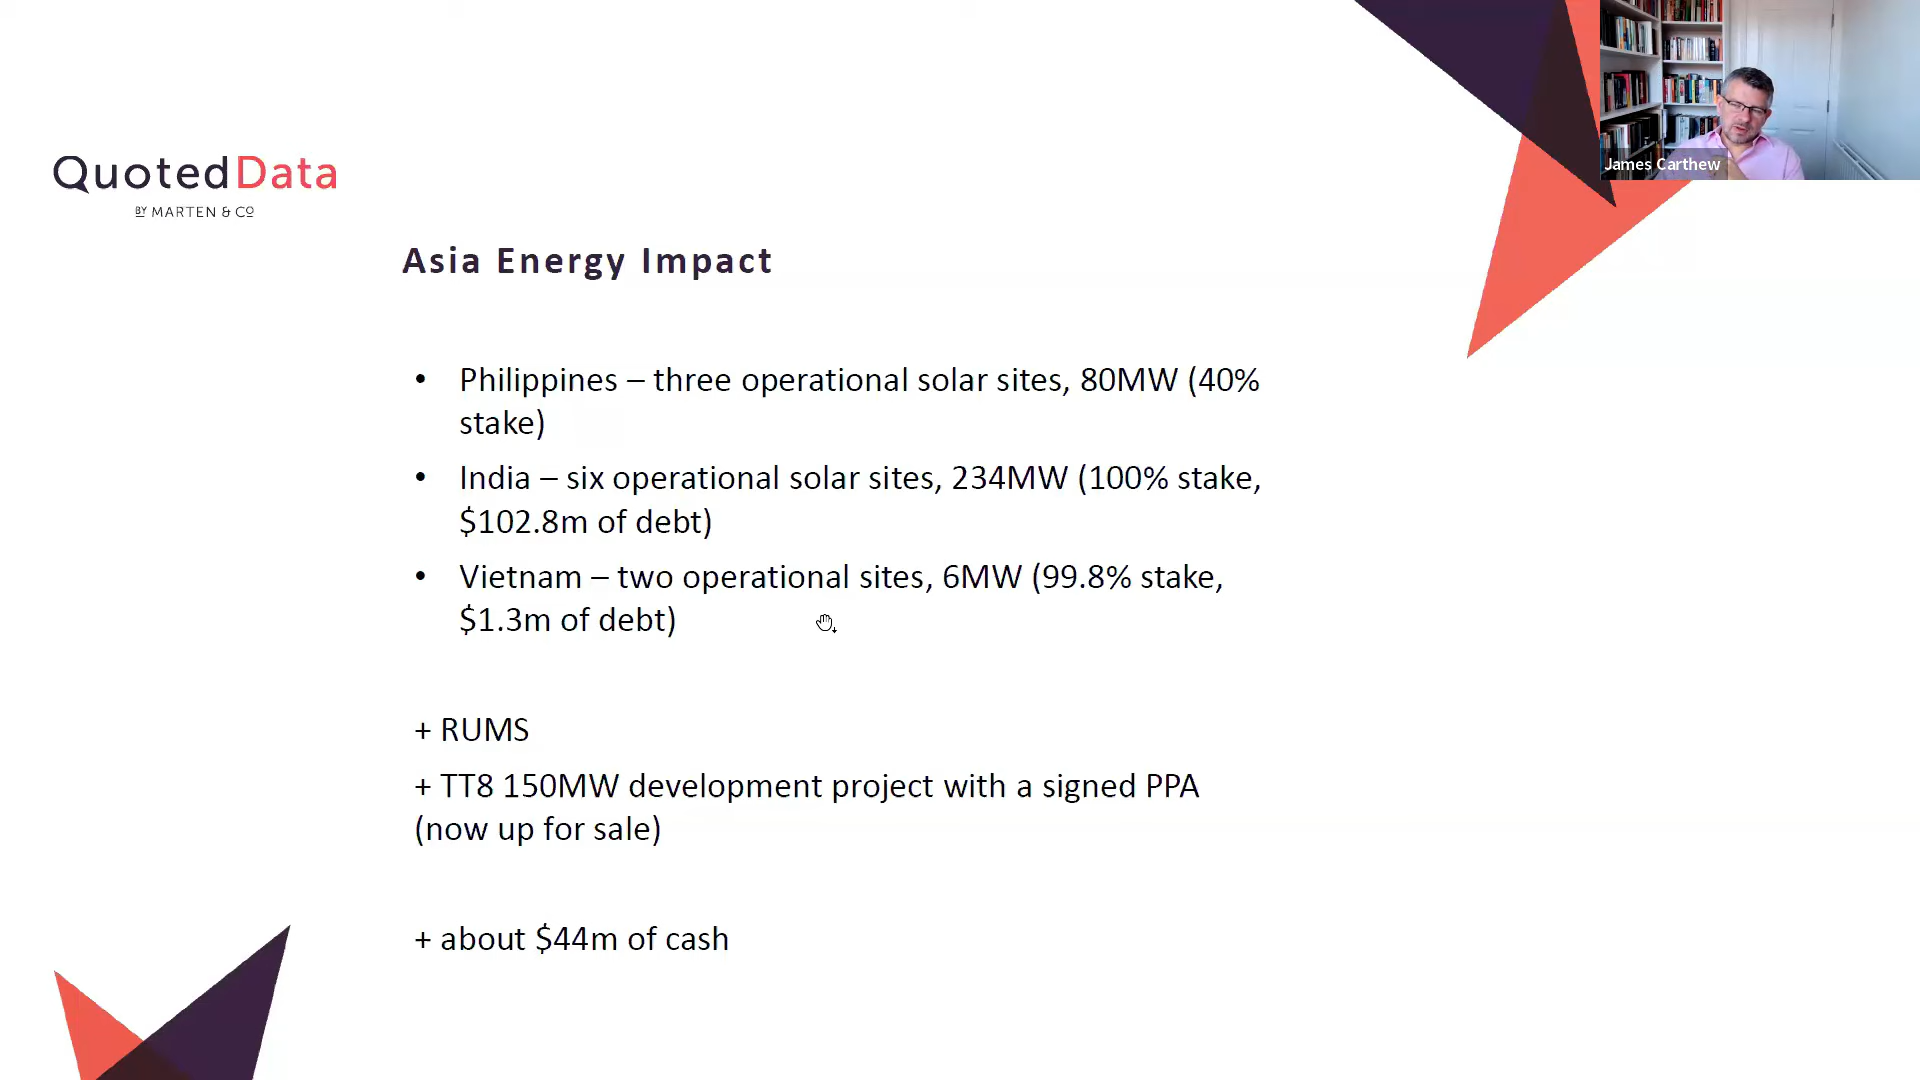 James Carthew
QuotedData
BY MARTEN & CO
Asia Energy Impact
• Philippines – three operational solar sites, 80MW (40%
stake)
• India – six operational solar sites, 234MW (100% stake,
$102.8m of debt)
• Vietnam – two operational sites, 6MW (99.8% stake,
$1.3m of debt)
+ RUMS
+ TT8 150MW development project with a signed PPA
(now up for sale)
+ about $44m of cash